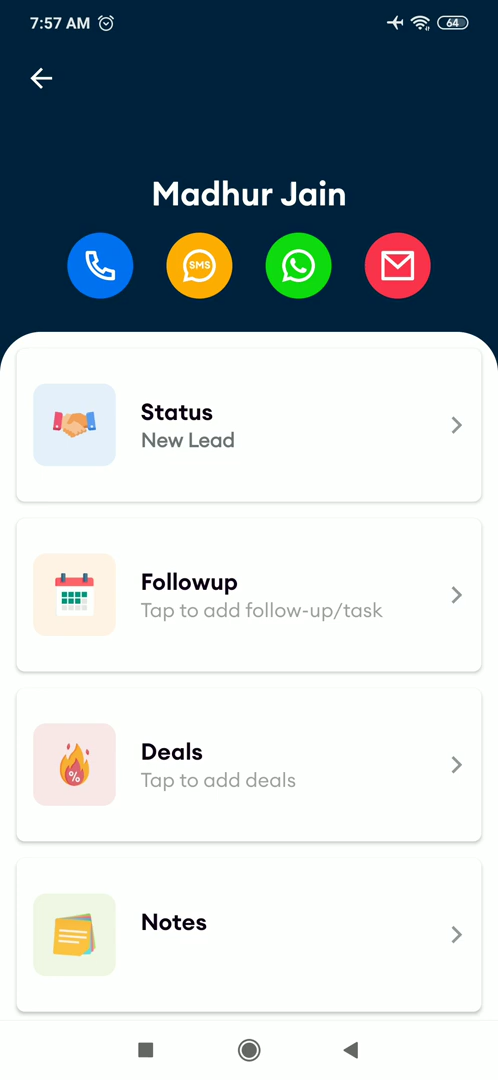 7:57 AM
64
Madhur Jain
SMS
Status
New Lead
Followup
Tap to add follow-up/task
Deals
Tap to add deals
%
Notes